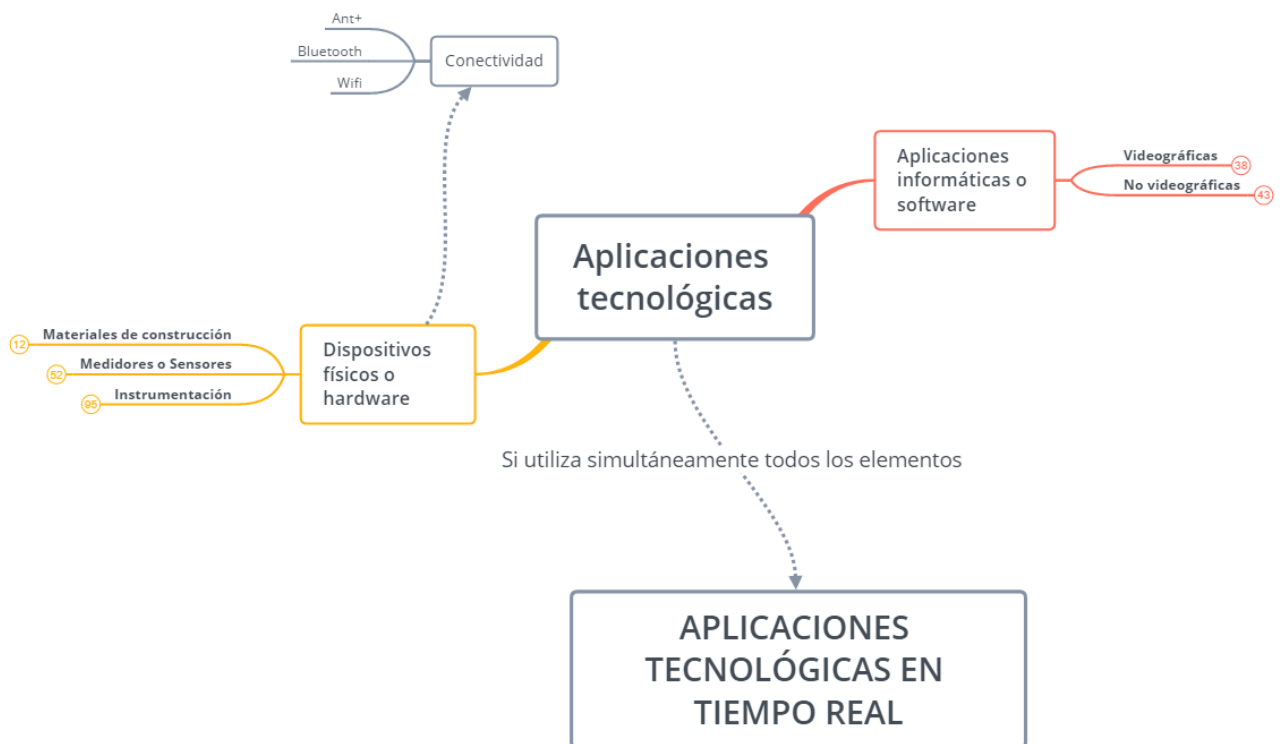 Ant+
Bluetooth
Wifi
Conectividad
Aplicaciones
informáticas o
software
Videográficas 38
No videográficas 43
Aplicaciones
tecnológicas
Materiales de construcción 12
Medidores o Sensores 52
Instrumentación 95
Dispositivos
físicos o
hardware
Si utiliza simultáneamente todos los elementos
APLICACIONES
TECNOLÓGICAS EN
TIEMPO REAL